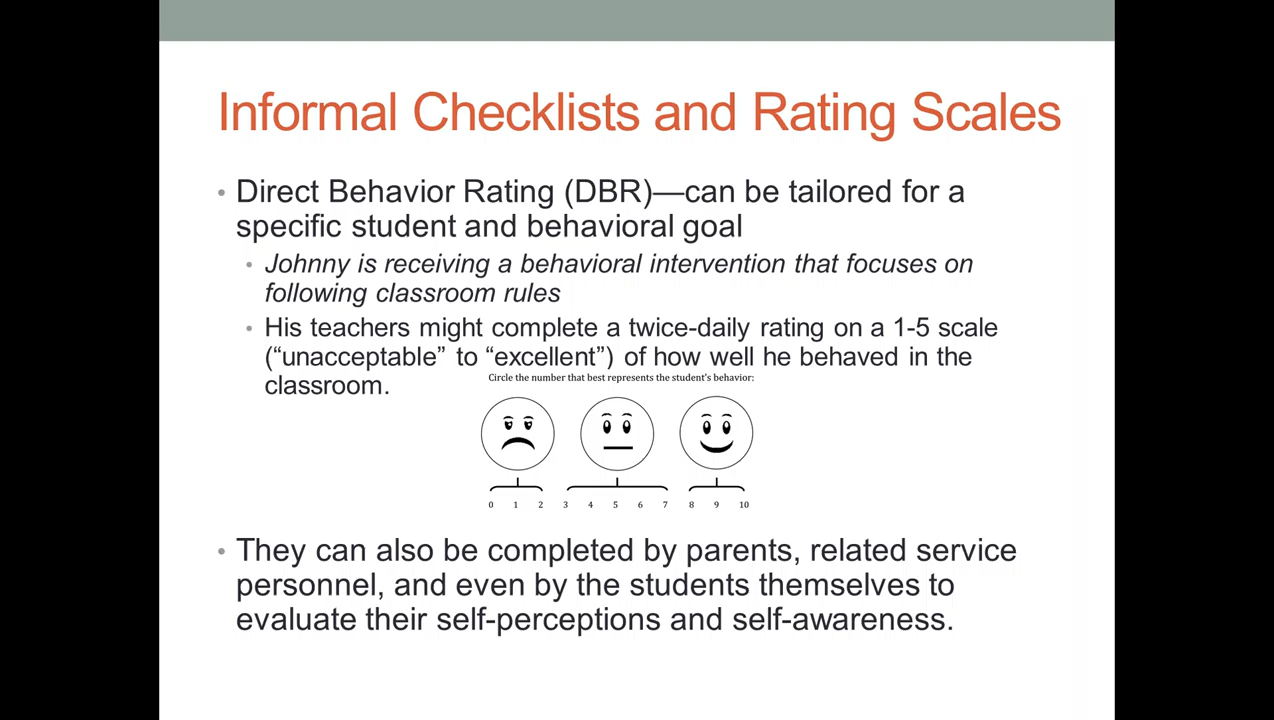 Informal Checklists and Rating Scales
• Direct Behavior Rating (DBR)—can be tailored for a
specific student and behavioral goal
• Johnny is receiving a behavioral intervention that focuses on
following classroom rules
• His teachers might complete a twice-daily rating on a 1-5 scale
(“unacceptable” to “excellent”) of how well he behaved in the
classroom.
Circle the number that best represents the student's behavior:
0 1 2 3 4 5 6 7 8 9 10
• They can also be completed by parents, related service
personnel, and even by the students themselves to
evaluate their self-perceptions and self-awareness.